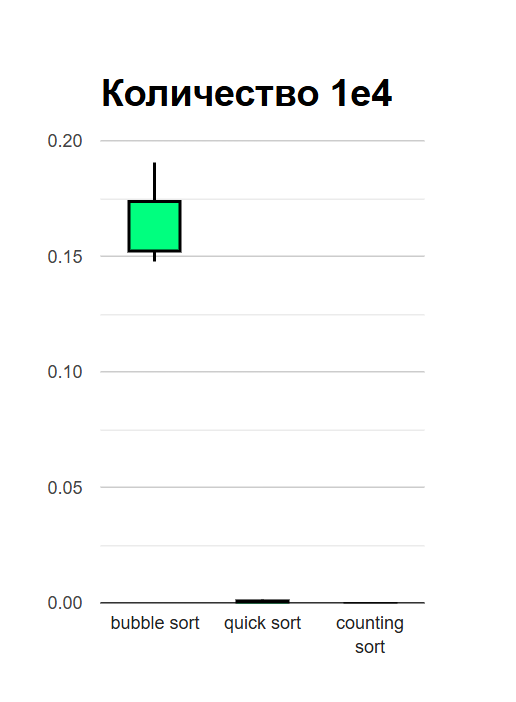 Количество 1e4
0.20
0.15
0.10
0.05
0.00
bubble sort
quick sort
counting
sort